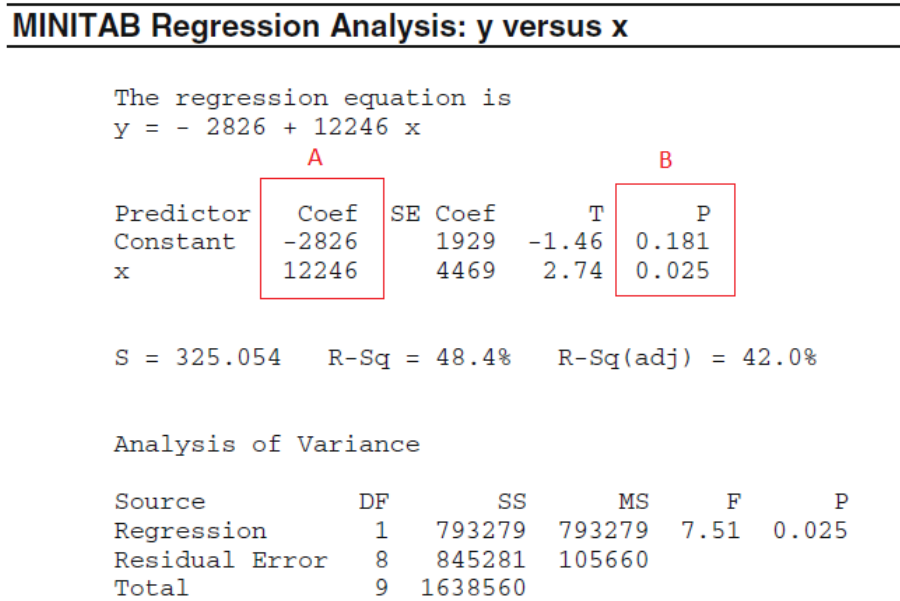 MINITAB Regression Analysis: y versus x
The regression equation is
y = - 2826 + 12246 x
A B
Predictor Coef SE Coef T P
Constant -2826 1929 -1.46 0.181
x 12246 4469 2.74 0.025
S = 325.054 R-Sq = 48.4% R-Sq(adj) = 42.0%
Analysis of Variance
Source DF SS MS F P
Regression 1 793279 793279 7.51 0.025
Residual Error 8 845281 105660
Total 9 1638560